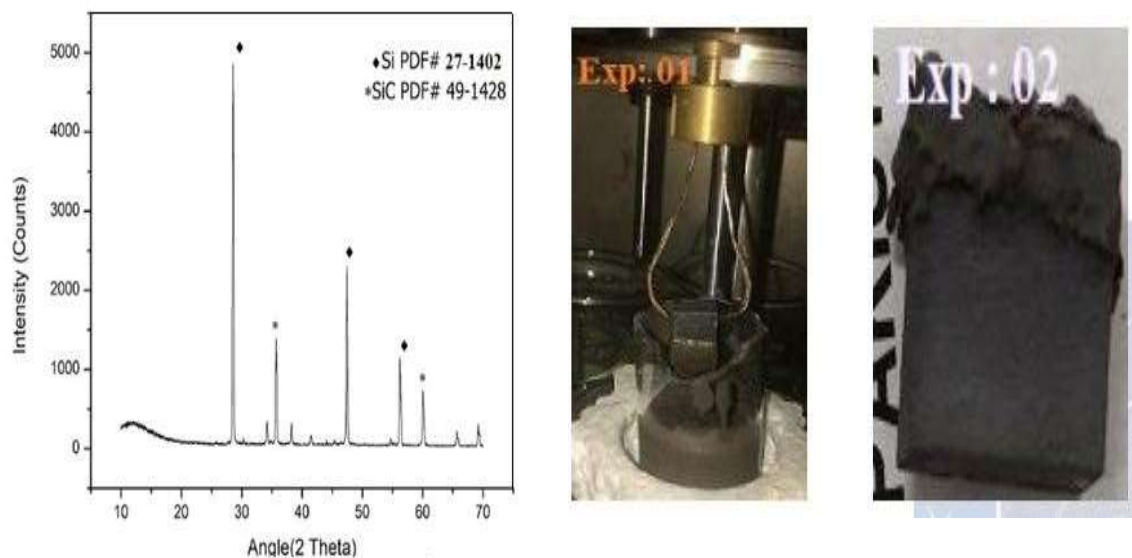 Intensity (Counts)
5000
4000
3000
2000
1000
0
♦Si PDF# 27-1402
*SiC PDF# 49-1428
10 20 30 40 50 60 70
Angle(2 Theta)
Exp: 01
Exp : 02